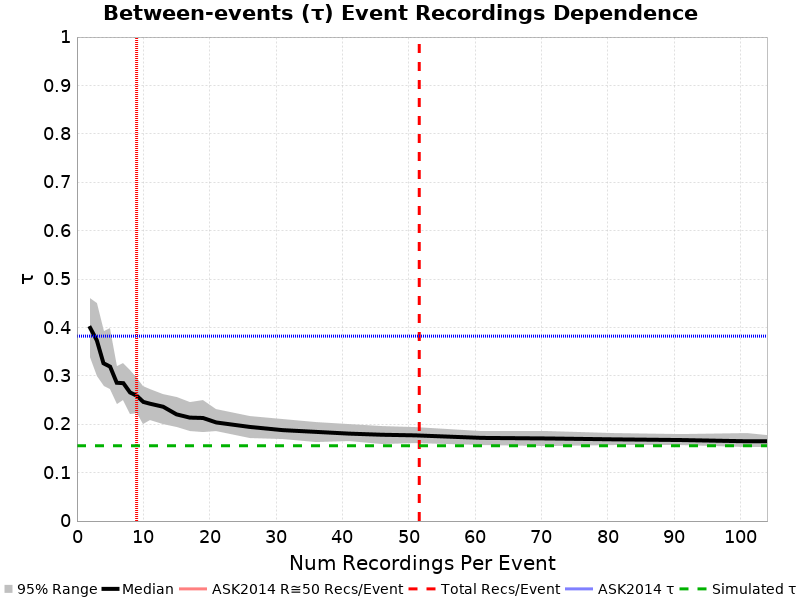 Between-events (τ) Event Recordings Dependence
1
0.9
0.8
0.7
0.6
0.5
0.4
0.3
0.2
0.1
0
τ
0 10 20 30 40 50 60 70 80 90 100
Num Recordings Per Event
95% Range Median ASK2014 R≅50 Recs/Event Total Recs/Event ASK2014 τ Simulated τ